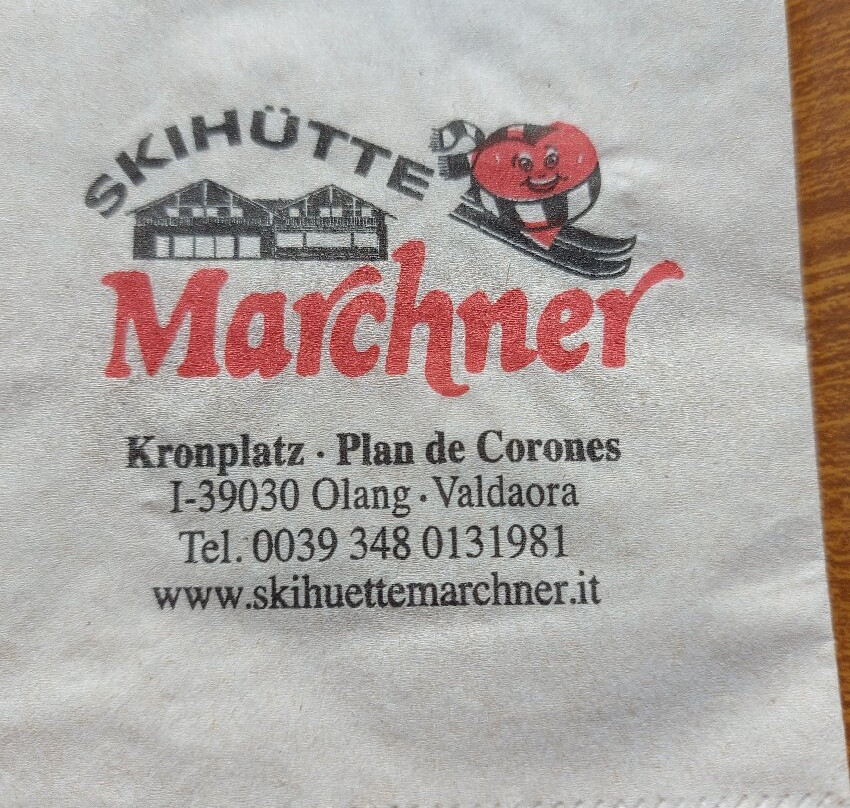 SKIHÜTTE
Marchner
Kronplatz · Plan de Corones
I-39030 Olang · Valdaora
Tel. 0039 348 0131981
www.skihuettemarchner.it